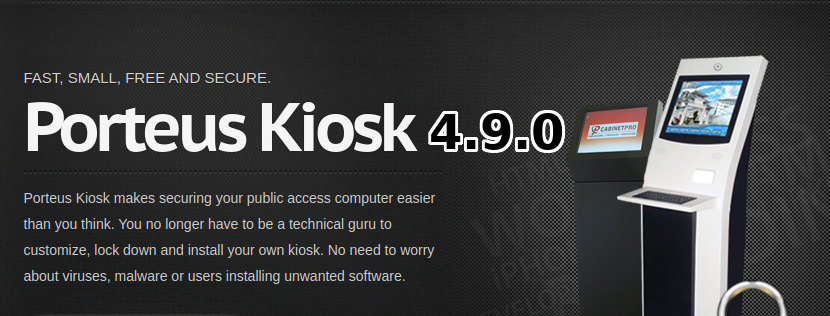 FAST, SMALL, FREE AND SECURE.
Porteus Kiosk 4.9.0
CABINETPRO
Porteus Kiosk makes securing your public access computer easier
than you think. You no longer have to be a technical guru to
customize, lock down and install your own kiosk. No need to worry
about viruses, malware or users installing unwanted software.